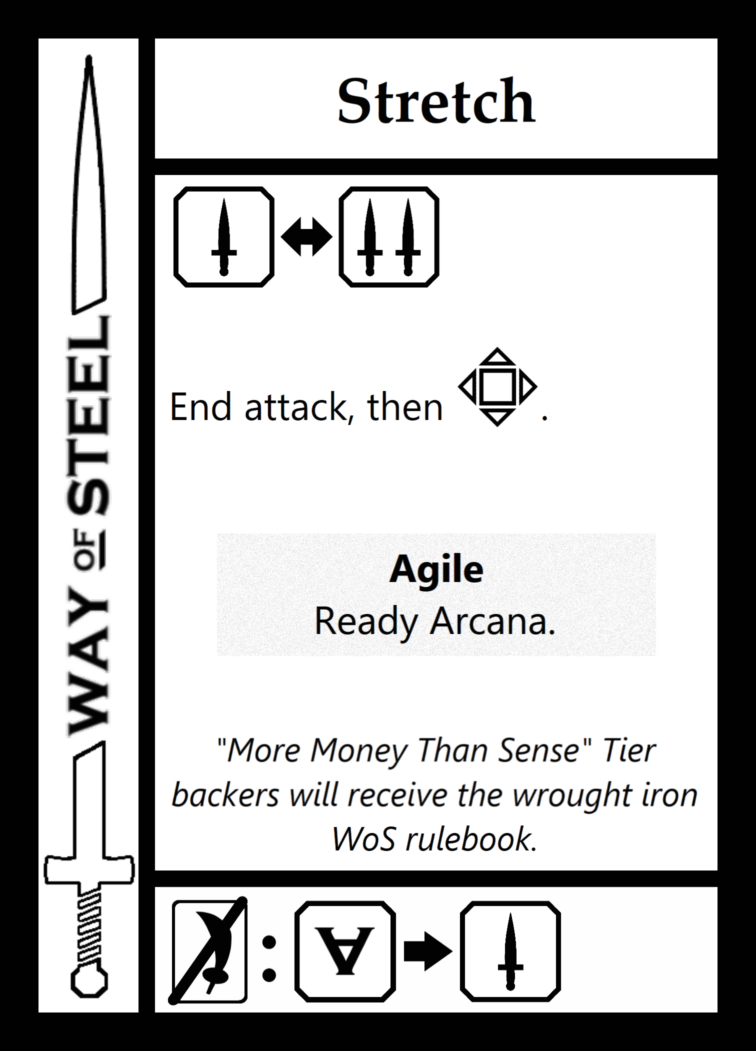 Stretch
WAY OF STEEL
End attack, then .
Agile
Ready Arcana.
"More Money Than Sense" Tier
backers will receive the wrought iron
WoS rulebook.
: ∀